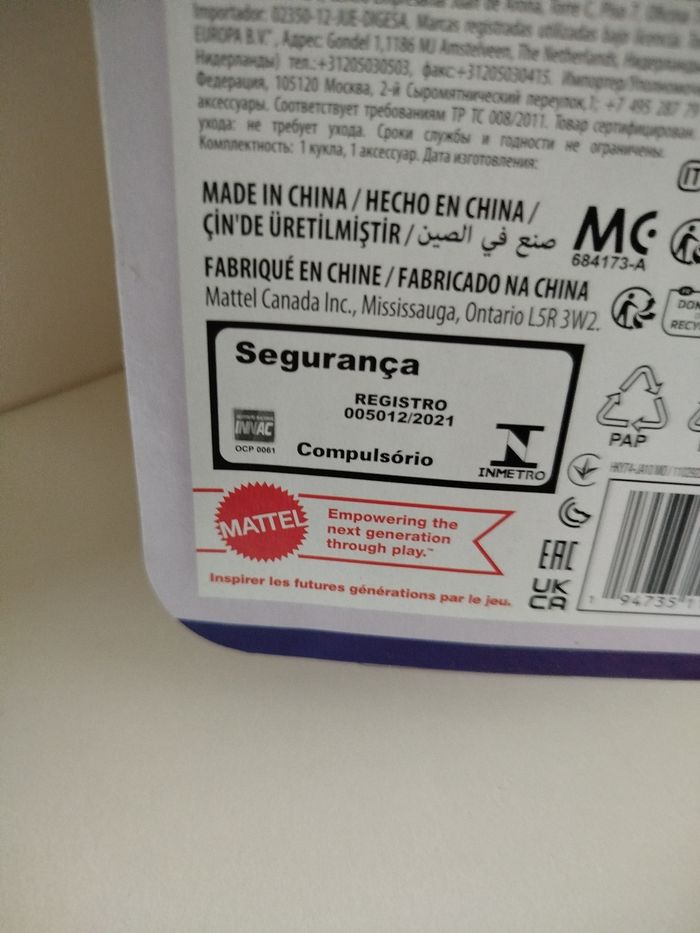 Importador: 02350-12-JUE-DIGESA. Marcas registradas utilizadas bajo licencia.
EUROPA B.V.", Адрес: Gondel 1,1186 MJ Amstelveen, The Netherlands, Нидерланды
Нидерланды) тел.:+31205030503, факс:+31205030415.
Федерация, 105120 Москва, 2-й Сыромятнический переулок,1; +7 495 287
аксессуары. Соответствует требованиям ТР ТС 008/2011. Товар сертифицирован
ухода: не требует ухода. Сроки службы и годности не ограничены.
Комплектность: 1 кукла, 1 аксессуар. Дата изготовления:
MADE IN CHINA / HECHO EN CHINA /
ÇİN'DE ÜRETİLMİŞTİR / صنع في الصين
684173-A
FABRIQUÉ EN CHINE / FABRICADO NA CHINA
Mattel Canada Inc., Mississauga, Ontario L5R 3W2.
Segurança
REGISTRO
005012/2021
INNAC
OCP 0061
Compulsório
INMETRO
PAP
MATTEL
Empowering the
next generation
through play.™
Inspirer les futures générations par le jeu.
EAC
UK
CA
1 94735 1